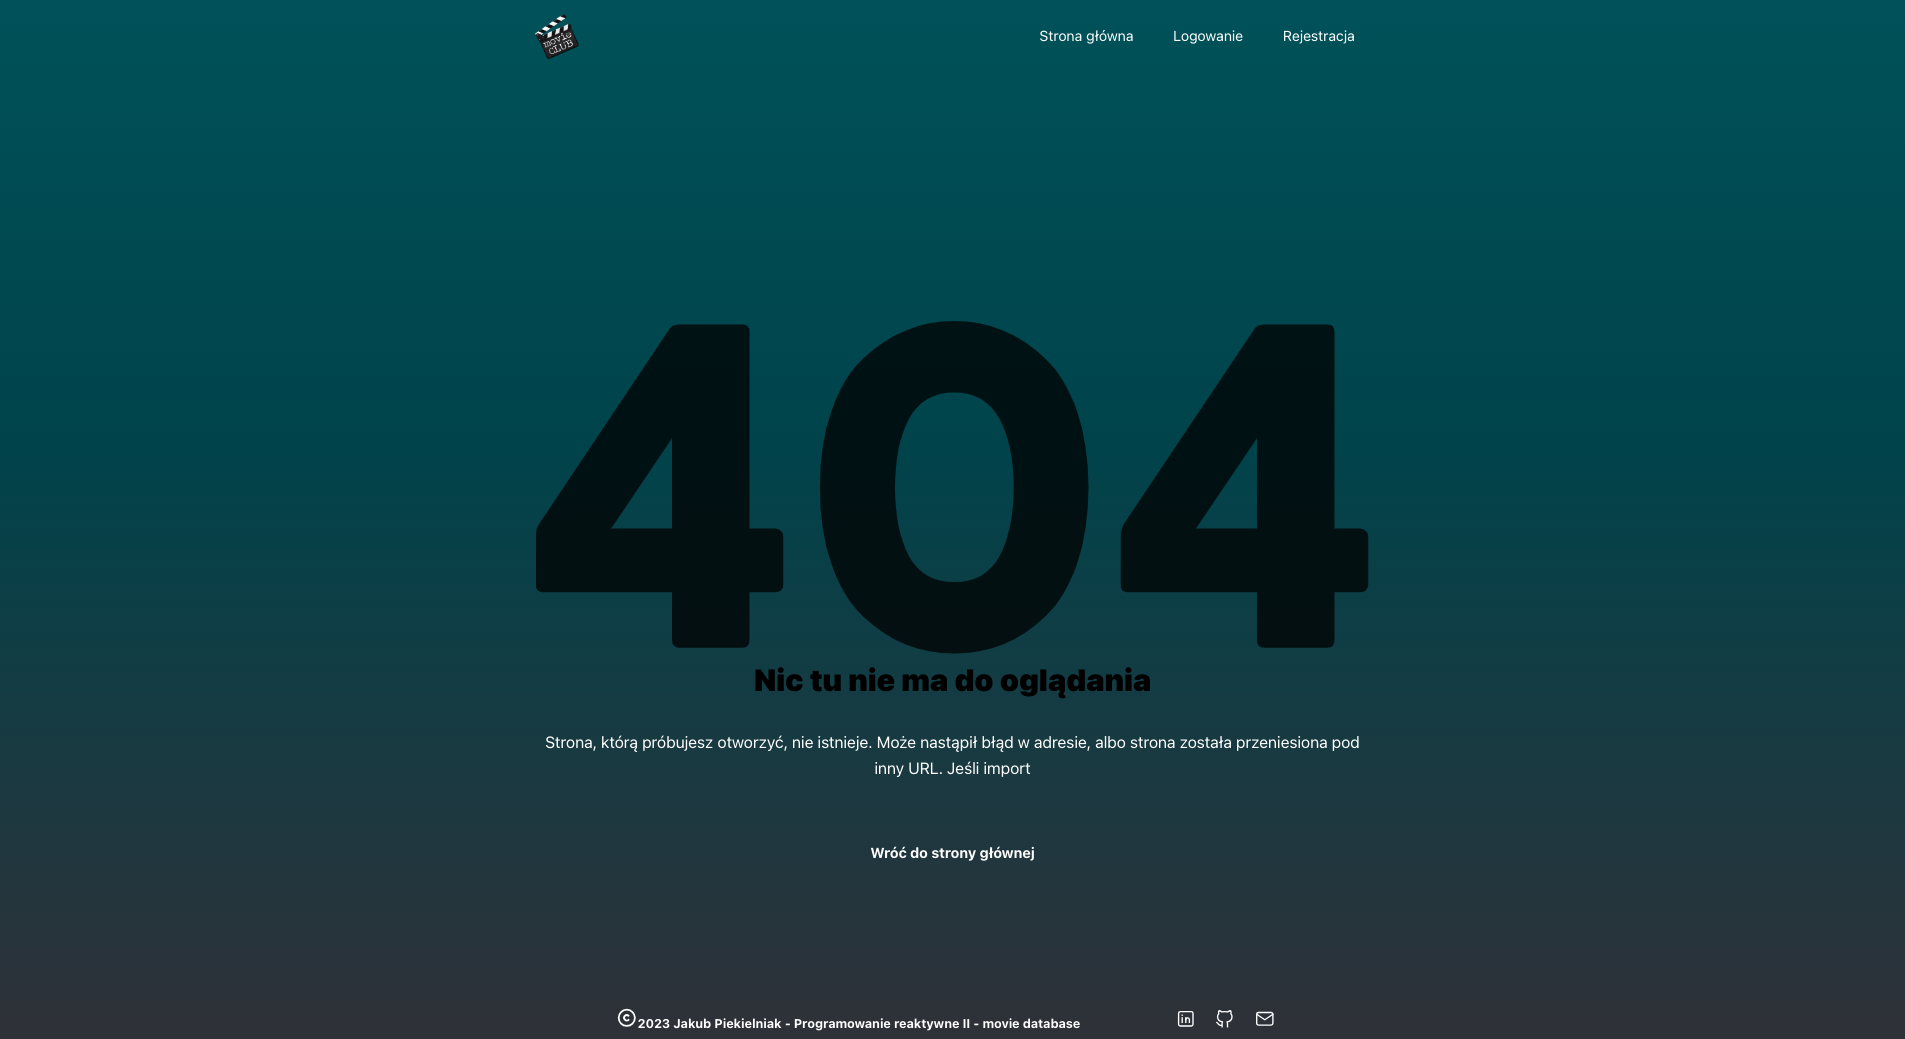 movie
CLUB
Strona główna
Logowanie
Rejestracja
404
Nic tu nie ma do oglądania
Strona, którą próbujesz otworzyć, nie istnieje. Może nastąpił błąd w adresie, albo strona została przeniesiona pod
inny URL. Jeśli import
Wróć do strony głównej
© 2023 Jakub Piekielniak - Programowanie reaktywne II - movie database
in